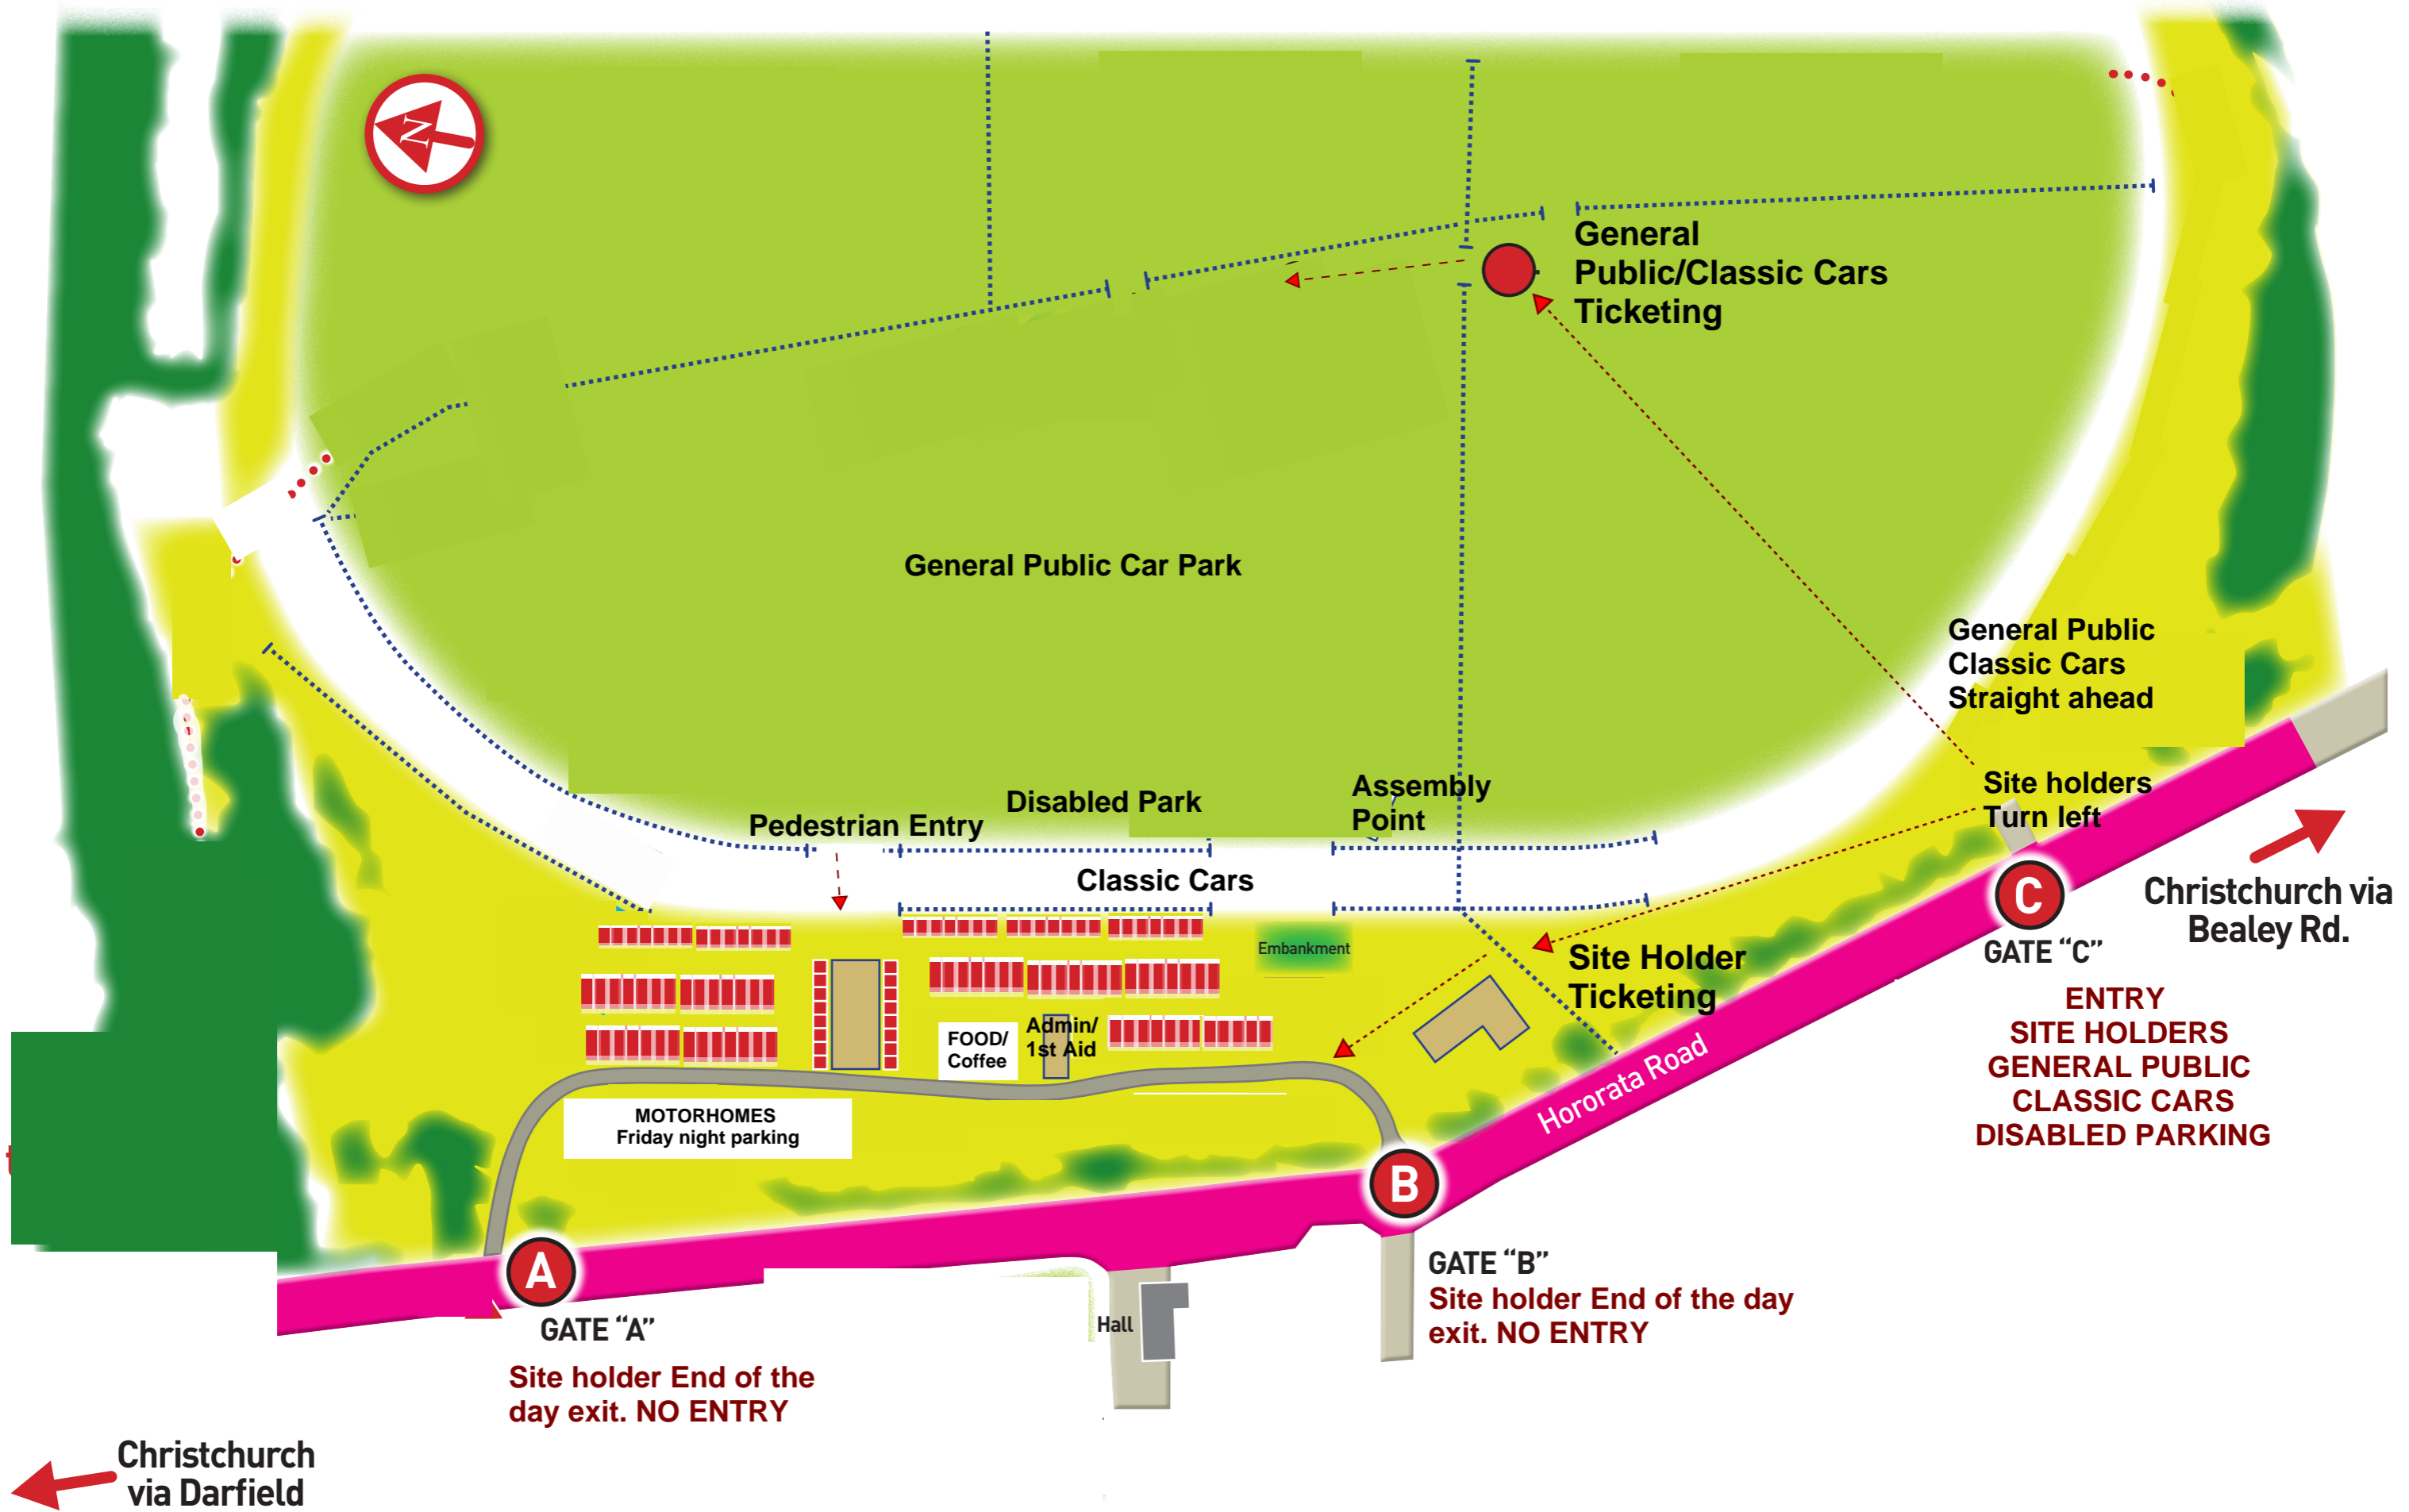 N
General
Public/Classic Cars
Ticketing
General Public Car Park
General Public
Classic Cars
Straight ahead
Site holders
Turn left
Assembly
Point
Disabled Park
Pedestrian Entry
Classic Cars
Embankment
Site Holder
Ticketing
C
GATE “C”
Christchurch via
Bealey Rd.
ENTRY
SITE HOLDERS
GENERAL PUBLIC
CLASSIC CARS
DISABLED PARKING
FOOD/
Coffee
Admin/
1st Aid
Hororata Road
MOTORHOMES
Friday night parking
B
GATE “B”
Site holder End of the day
exit. NO ENTRY
A
GATE “A”
Site holder End of the
day exit. NO ENTRY
Hall
Christchurch
via Darfield